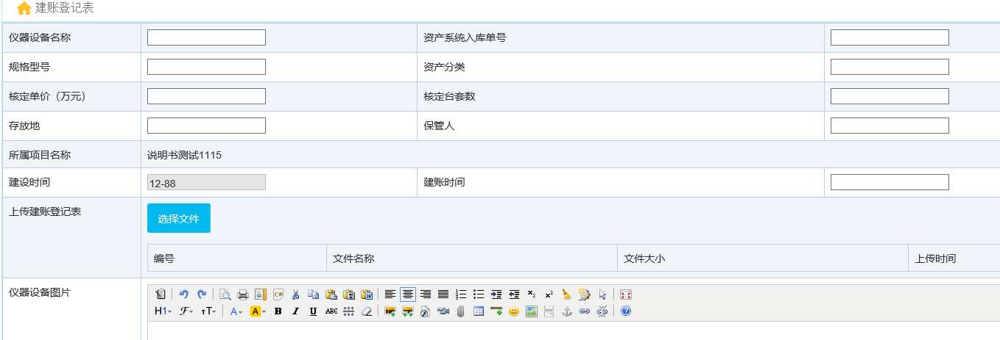 建账登记表
仪器设备名称 资产系统入库单号
规格型号 资产分类
核定单价（万元） 核定台套数
存放地 保管人
所属项目名称 说明书测试1115
建设时间 12-88 建账时间
上传建账登记表 选择文件
编号 文件名称 文件大小 上传时间
仪器设备图片
H1 F тT A A B I U ABC